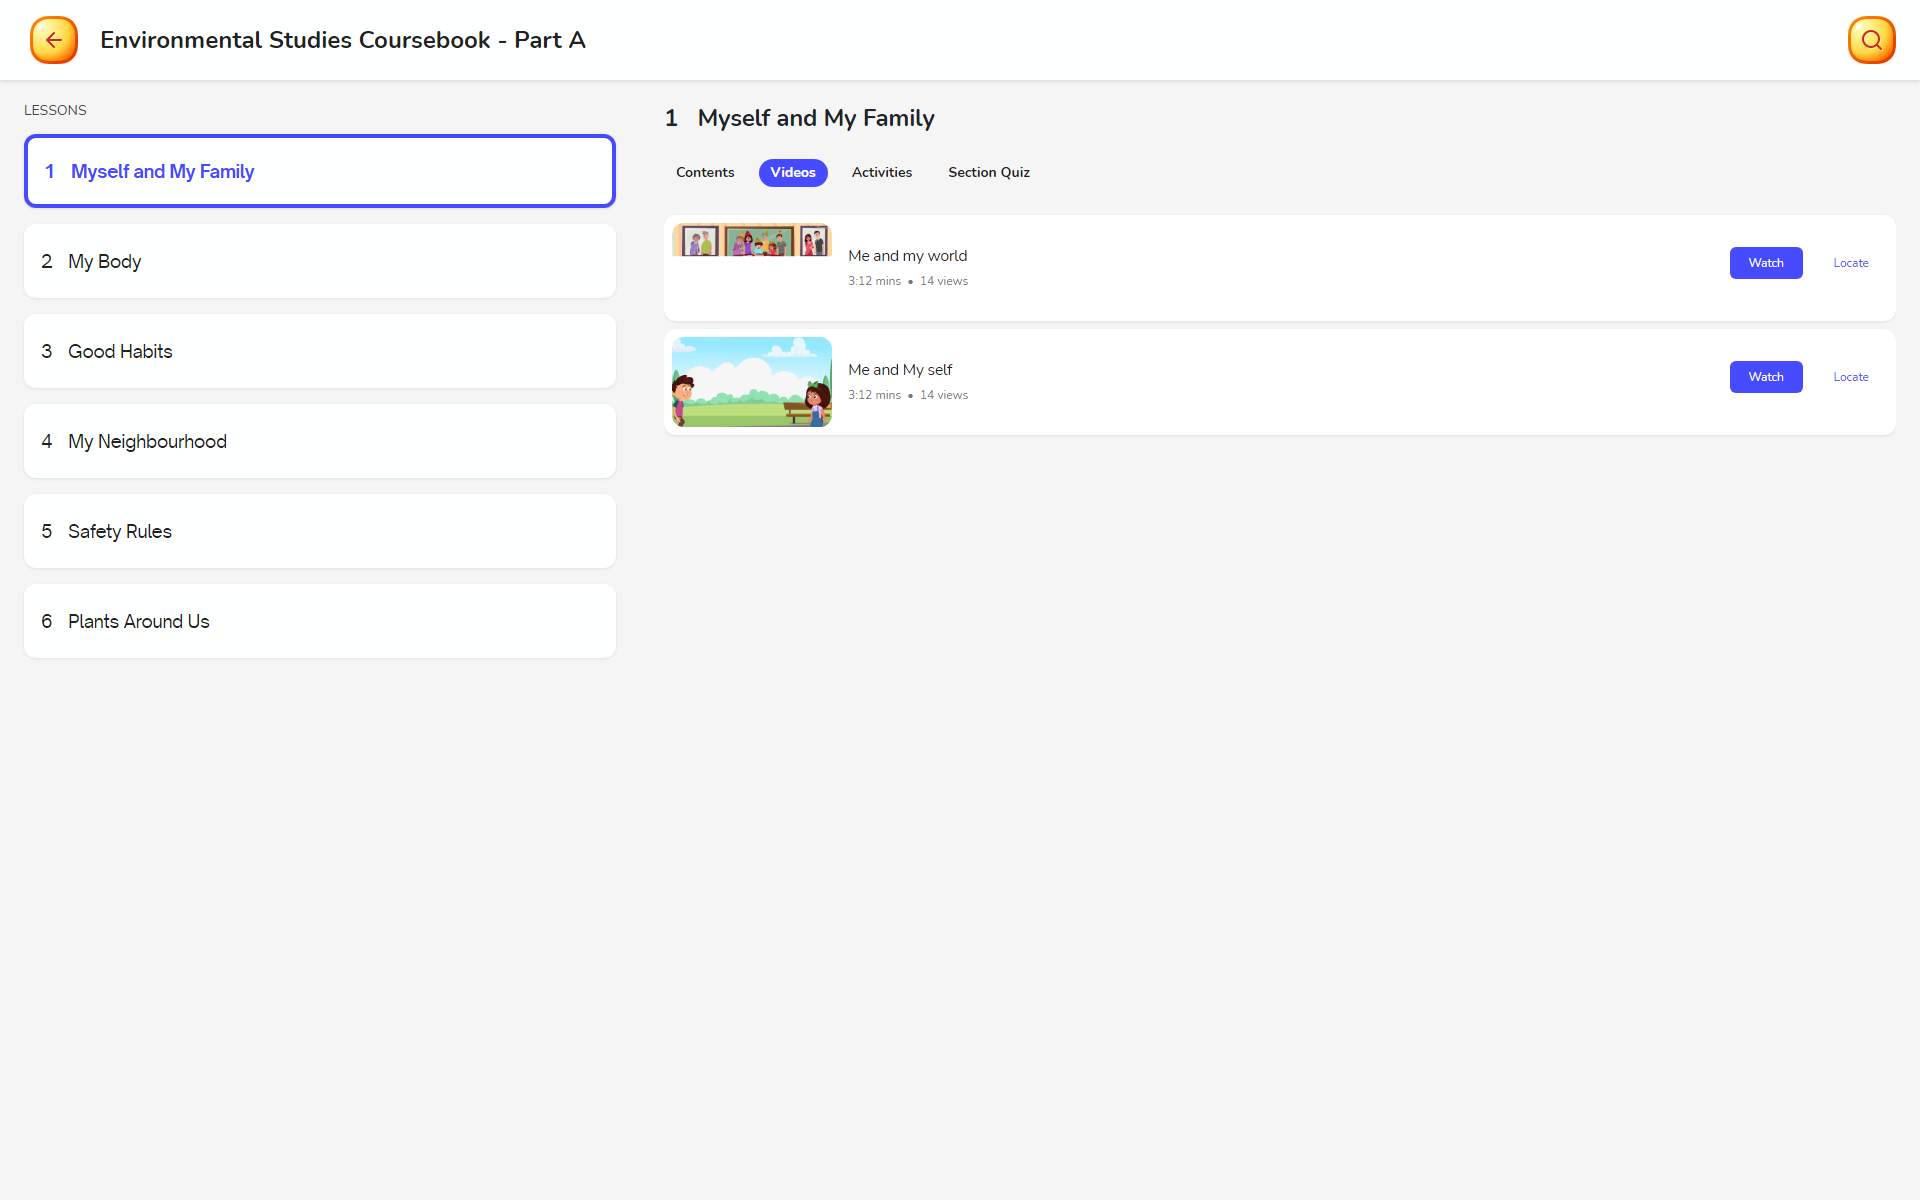 Environmental Studies Coursebook - Part A
LESSONS
1 Myself and My Family
2 My Body
3 Good Habits
4 My Neighbourhood
5 Safety Rules
6 Plants Around Us
1 Myself and My Family
Contents Videos Activities Section Quiz
Me and my world
3:12 mins • 14 views
Watch Locate
Me and My self
3:12 mins • 14 views
Watch Locate